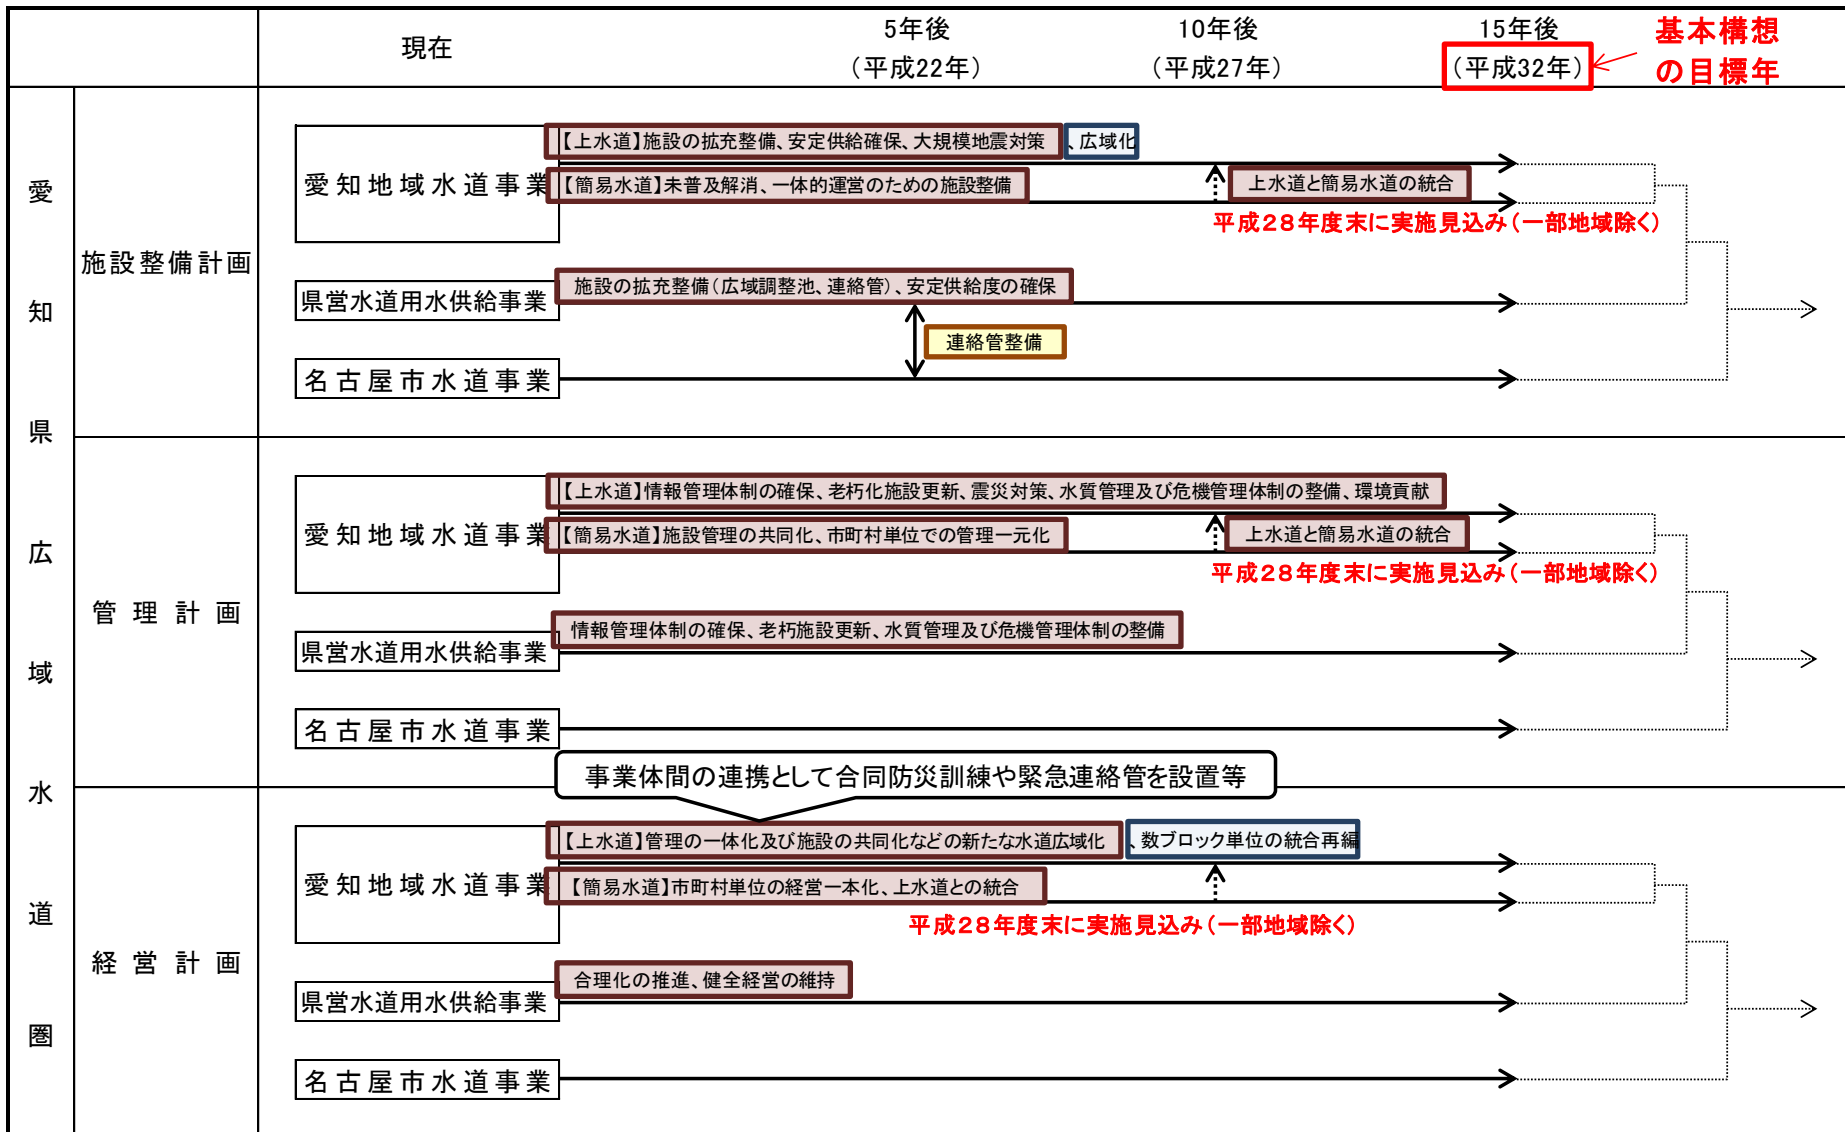 現在
5年後
(平成22年)
10年後
(平成27年)
15年後
(平成32年)
基本構想
の目標年
愛知県広域水道圏
施設整備計画
愛知地域水道事業
【上水道】施設の拡充整備、安定供給確保、大規模地震対策
、広域化
【簡易水道】未普及解消、一体的運営のための施設整備
上水道と簡易水道の統合
平成28年度末に実施見込み(一部地域除く)
県営水道用水供給事業
施設の拡充整備(広域調整池、連絡管)、安定供給度の確保
連絡管整備
名古屋市水道事業
管理計画
愛知地域水道事業
【上水道】情報管理体制の確保、老朽化施設更新、震災対策、水質管理及び危機管理体制の整備、環境貢献
【簡易水道】施設管理の共同化、市町村単位での管理一元化
上水道と簡易水道の統合
平成28年度末に実施見込み(一部地域除く)
県営水道用水供給事業
情報管理体制の確保、老朽施設更新、水質管理及び危機管理体制の整備
名古屋市水道事業
事業体間の連携として合同防災訓練や緊急連絡管を設置等
経営計画
愛知地域水道事業
【上水道】管理の一体化及び施設の共同化などの新たな水道広域化
、数ブロック単位の統合再編
【簡易水道】市町村単位の経営一本化、上水道との統合
平成28年度末に実施見込み(一部地域除く)
県営水道用水供給事業
合理化の推進、健全経営の維持
名古屋市水道事業